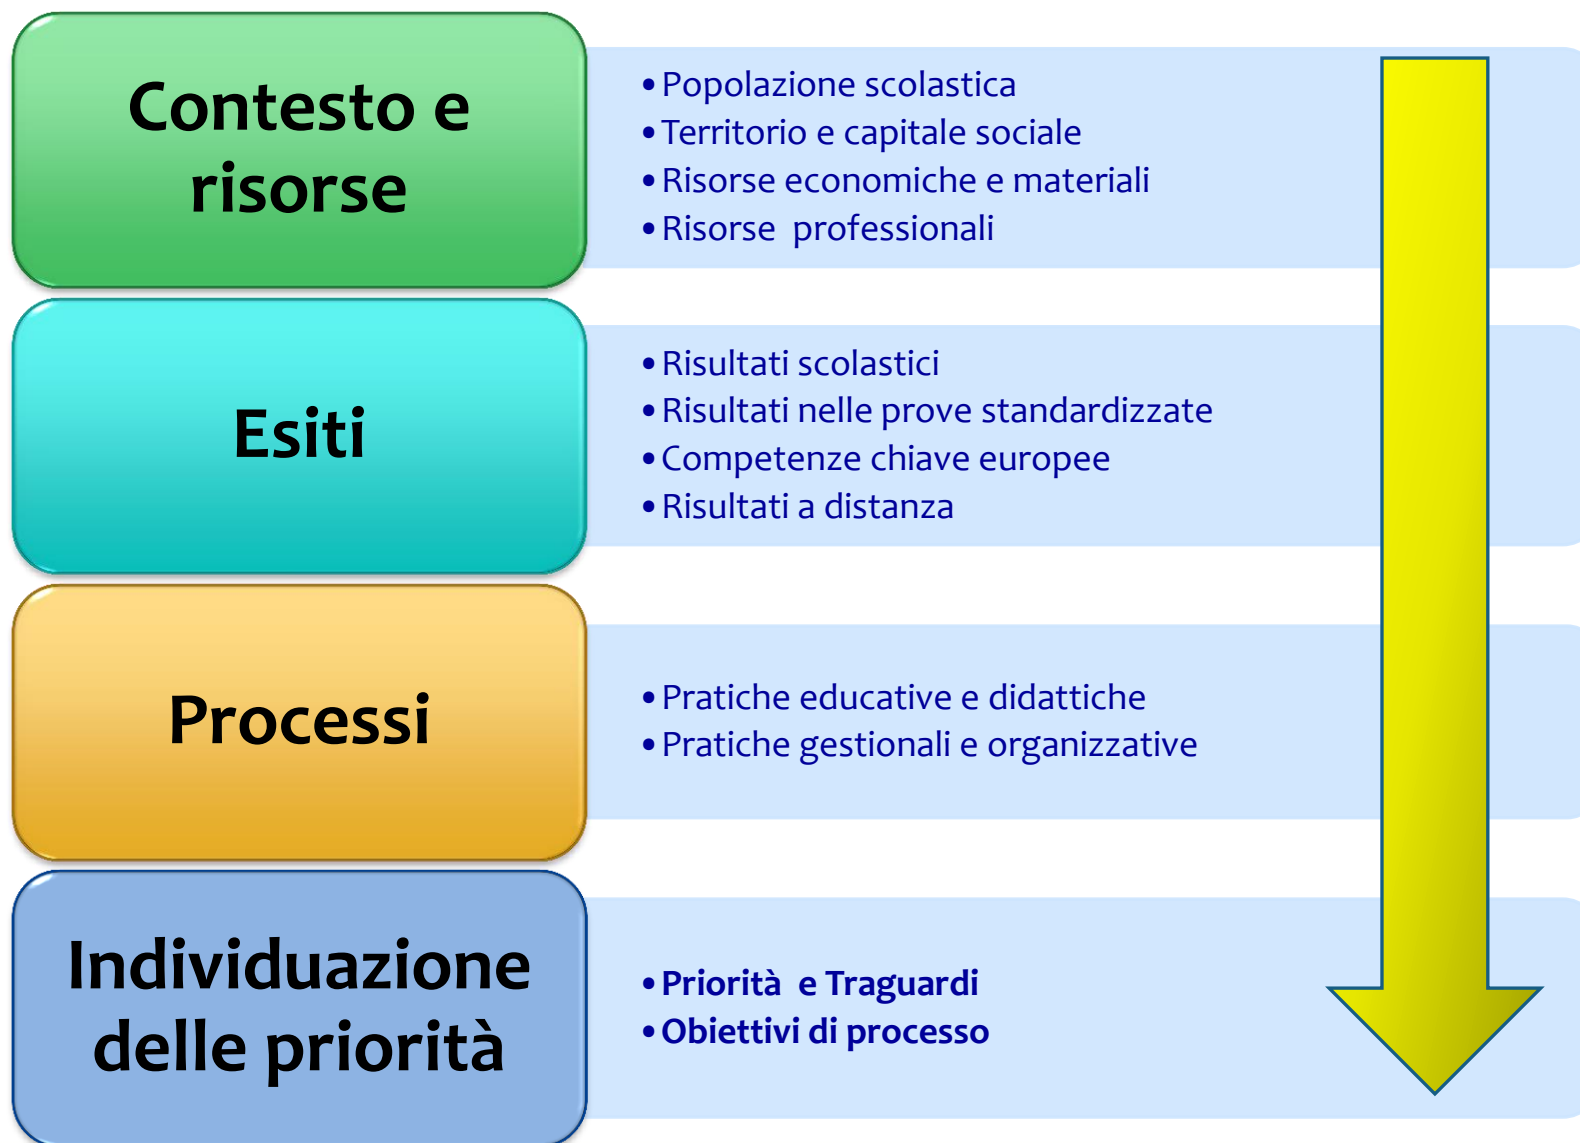 Contesto e
risorse
•Popolazione scolastica
•Territorio e capitale sociale
•Risorse economiche e materiali
•Risorse  professionali
Esiti
•Risultati scolastici
•Risultati nelle prove standardizzate
•Competenze chiave europee
•Risultati a distanza
Processi
•Pratiche educative e didattiche
•Pratiche gestionali e organizzative
Individuazione
delle priorità
•Priorità  e Traguardi
•Obiettivi di processo